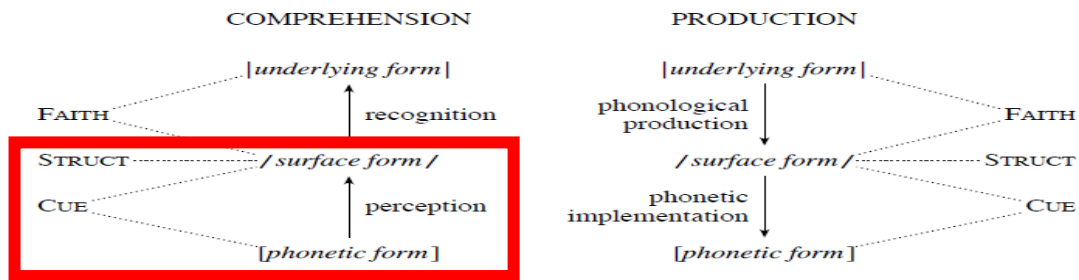 COMPREHENSION PRODUCTION
|underlying form| |underlying form|
FAITH recognition phonological production FAITH
STRUCT /surface form/ /surface form/ STRUCT
CUE perception phonetic implementation CUE
[phonetic form] [phonetic form]